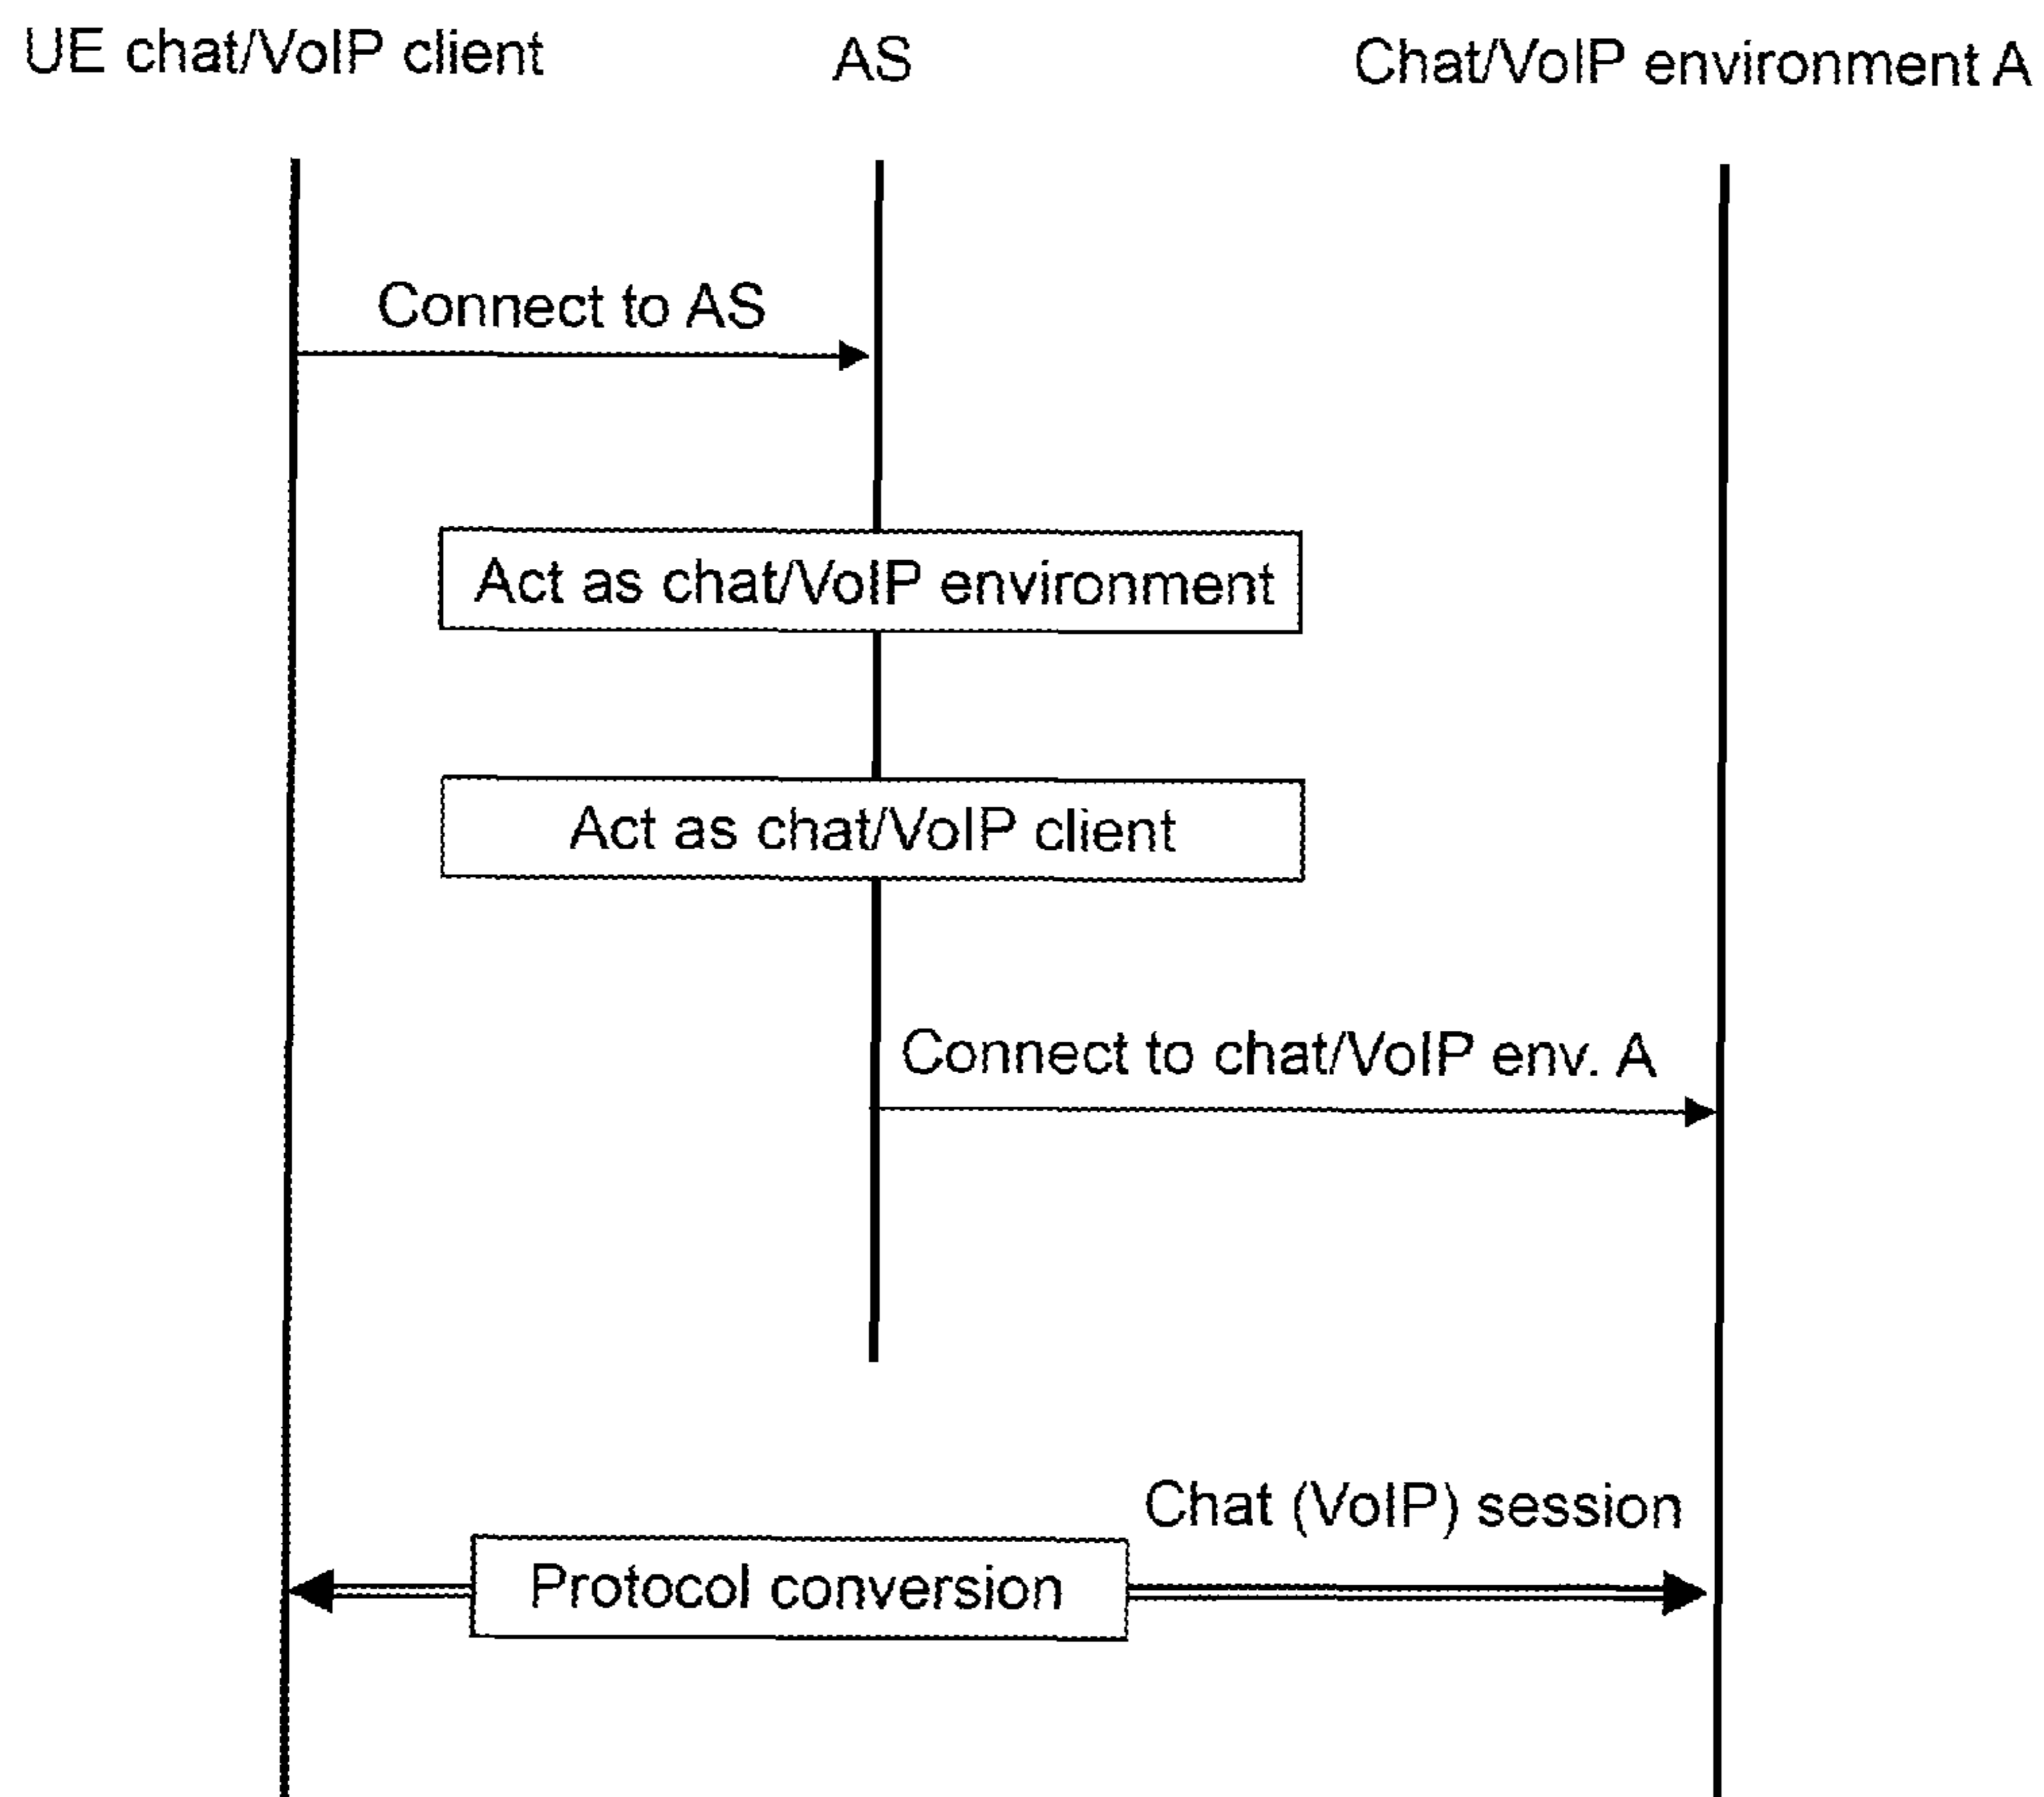 UE chat/VoIP client
AS
Chat/VoIP environment A
Connect to AS
Act as chat/VoIP environment
Act as chat/VoIP client
Connect to chat/VoIP env. A
Chat (VoIP) session
Protocol conversion